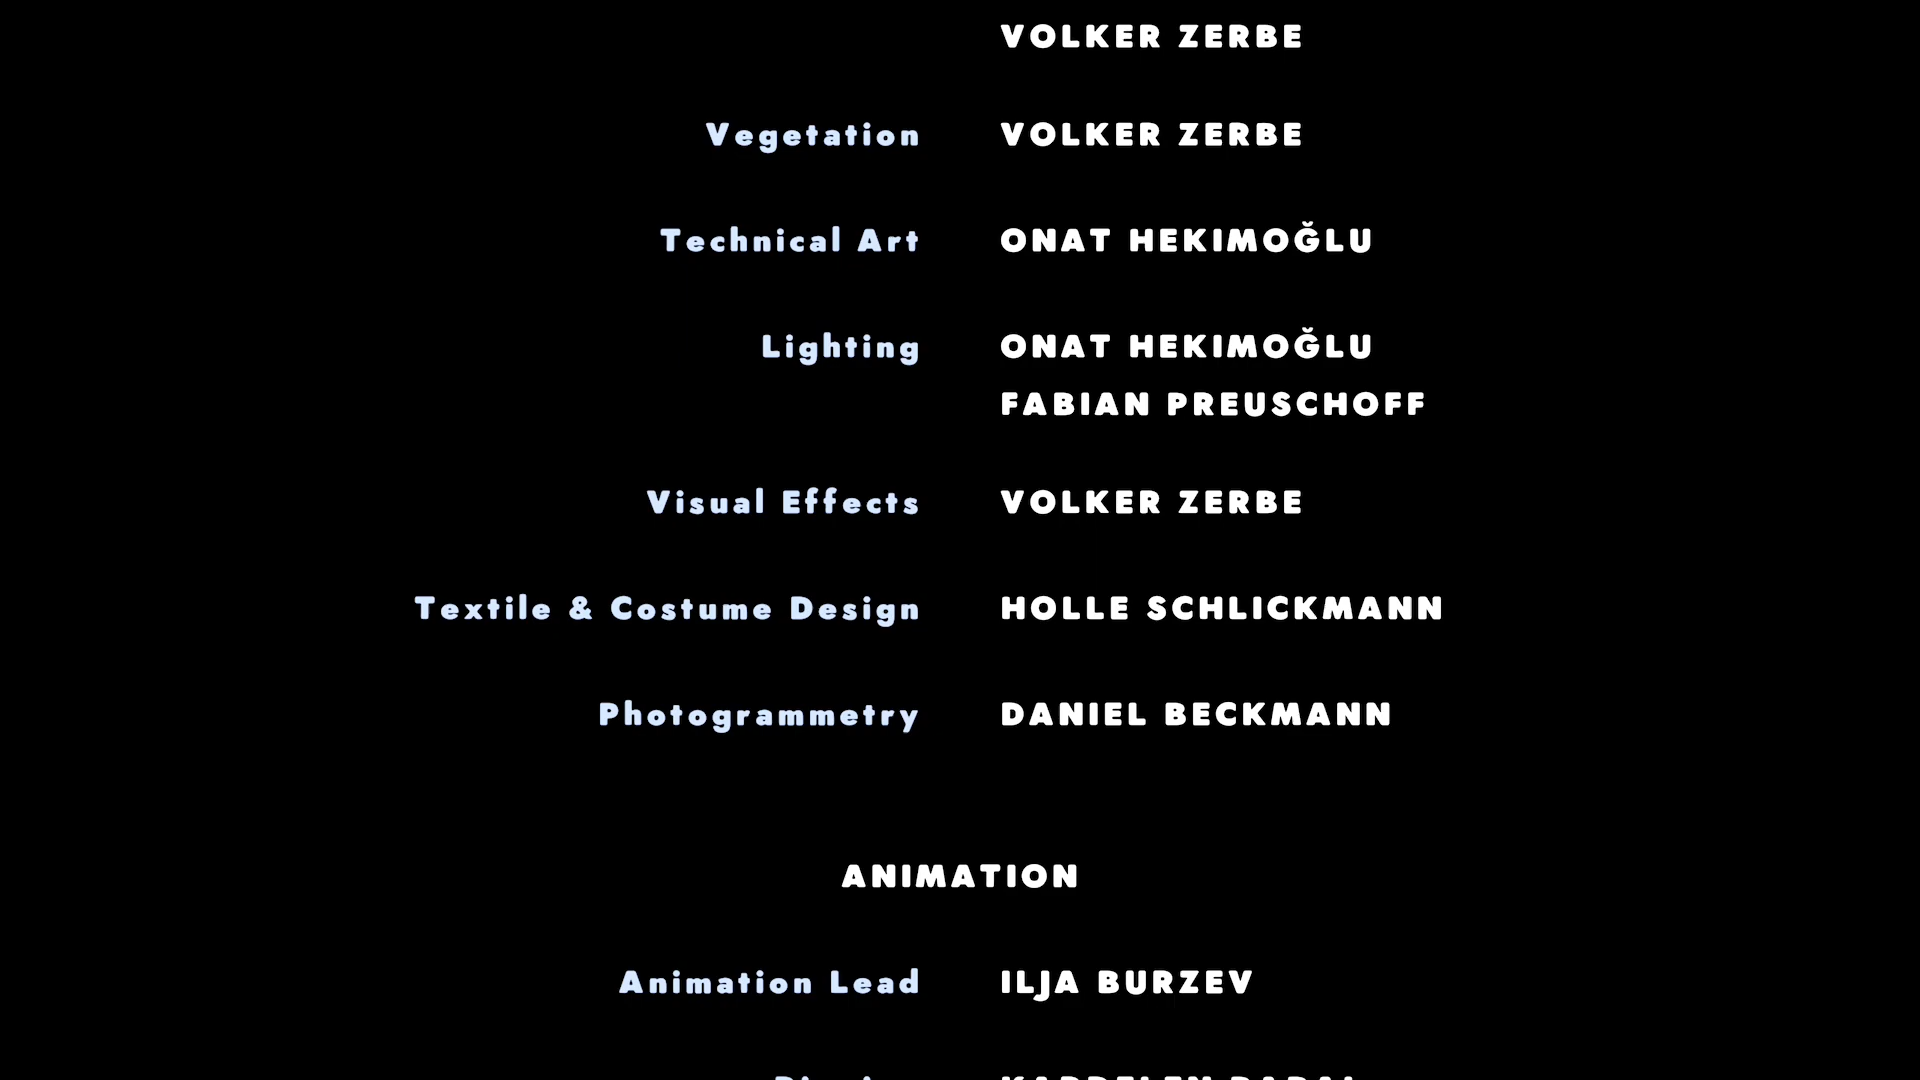 VOLKER ZERBE
Vegetation VOLKER ZERBE
Technical Art ONAT HEKIMOĞLU
Lighting ONAT HEKIMOĞLU
FABIAN PREUSCHOFF
Visual Effects VOLKER ZERBE
Textile & Costume Design HOLLE SCHLICKMANN
Photogrammetry DANIEL BECKMANN
ANIMATION
Animation Lead ILJA BURZEV